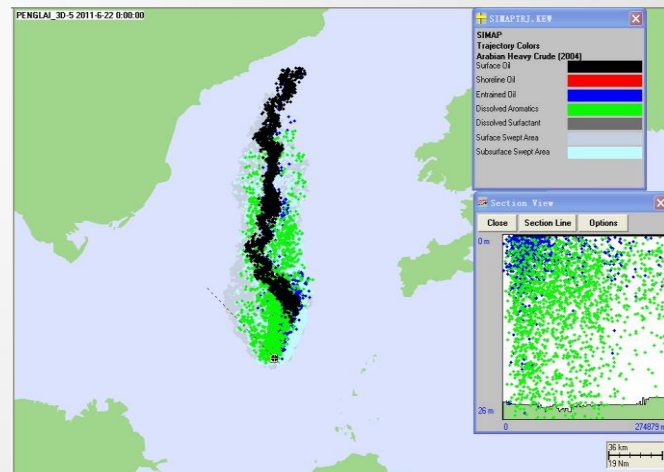 PENGLAI_3D-5 2011-6-22 0:00:00
SIMAPTRJ.KEW
SIMAP
Trajectory Colors
Arabian Heavy Crude (2004)
Surface Oil
Shoreline Oil
Entrained Oil
Dissolved Aromatics
Dissolved Surfactant
Surface Swept Area
Subsurface Swept Area
Section View
Close Section Line Options
0 m
26 m
0 274879 m
36 km
19 Nm